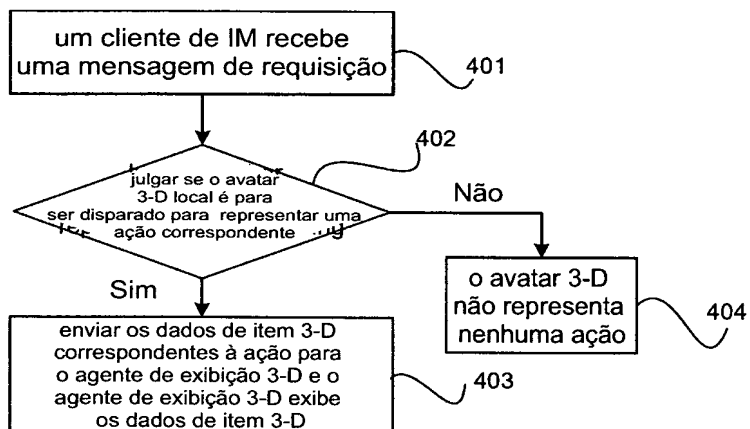 um cliente de IM recebe
uma mensagem de requisição
401
402
julgar se o avatar
3-D local é para
ser disparado para representar uma
ação correspondente
Não
Sim
o avatar 3-D
não representa
nenhuma ação
404
enviar os dados de item 3-D
correspondentes à ação para
o agente de exibição 3-D e o
agente de exibição 3-D exibe
os dados de item 3-D
403